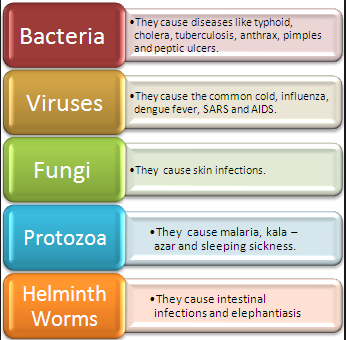 Bacteria
•They cause diseases like typhoid,
cholera, tuberculosis, anthrax, pimples
and peptic ulcers.
Viruses
•They cause the common cold, influenza,
dengue fever, SARS and AIDS.
Fungi
•They cause skin infections.
Protozoa
•They cause malaria, kala –
azar and sleeping sickness.
Helminth
Worms
•They cause intestinal
infections and elephantiasis